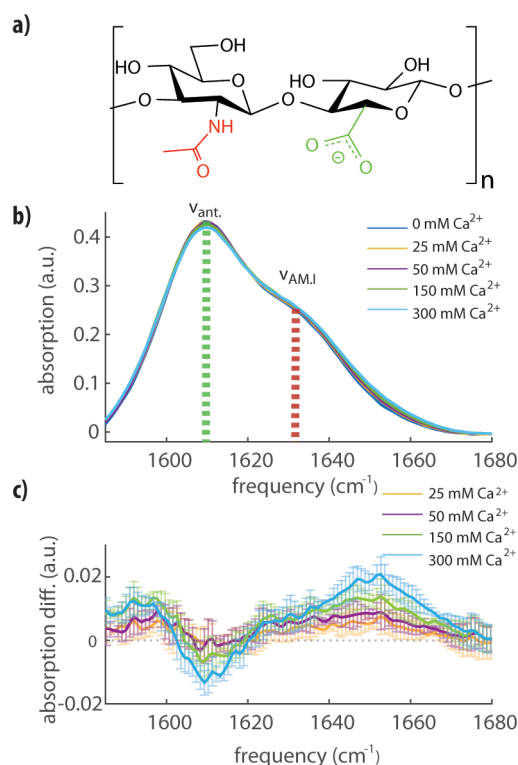 a)
OH
HO
O
O
NH
O
O
HO
OH
O
O
O
⊖
O
n
b)
νant.
νAM.I
0 mM Ca²⁺
25 mM Ca²⁺
50 mM Ca²⁺
150 mM Ca²⁺
300 mM Ca²⁺
absorption (a.u.)
0.4
0.3
0.2
0.1
0
1600
1620
1640
1660
1680
frequency (cm⁻¹)
c)
25 mM Ca²⁺
50 mM Ca²⁺
150 mM Ca²⁺
300 mM Ca²⁺
absorption diff. (a.u.)
0.02
0
-0.02
1600
1620
1640
1660
1680
frequency (cm⁻¹)